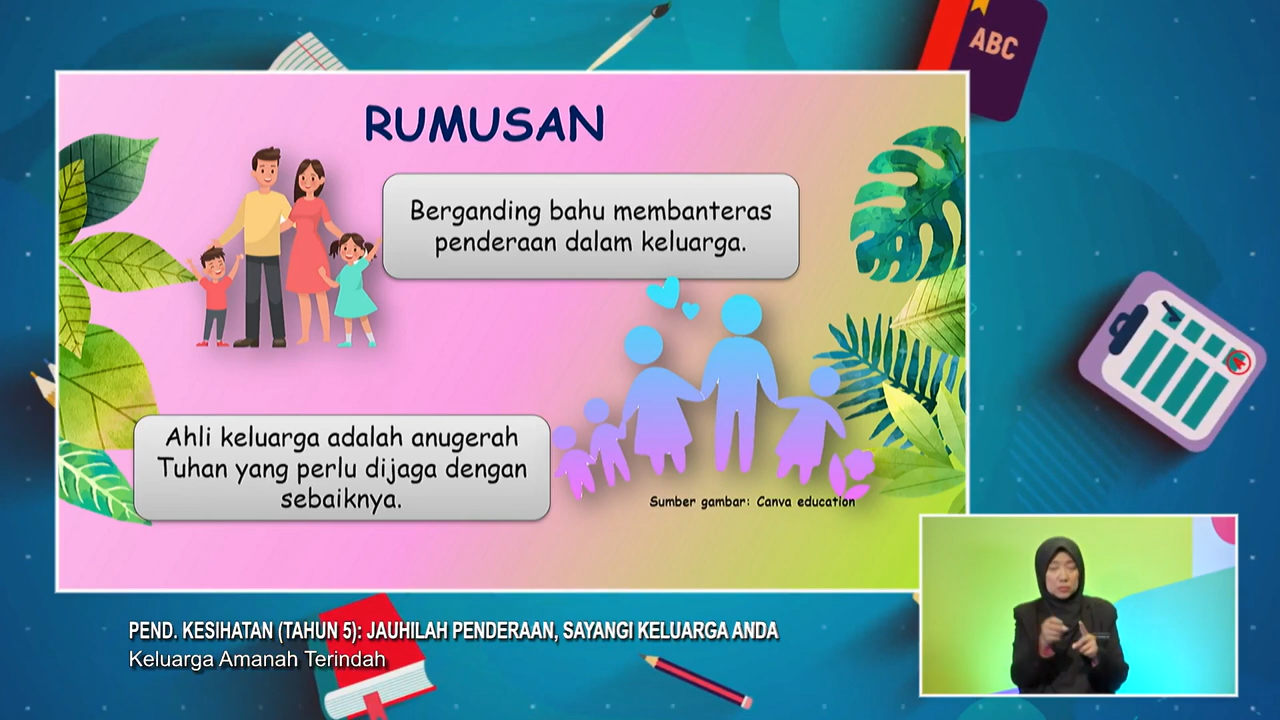 ABC
RUMUSAN
Berganding bahu membanteras
penderaan dalam keluarga.
Ahli keluarga adalah anugerah
Tuhan yang perlu dijaga dengan
sebaiknya.
Sumber gambar: Canva education
PEND. KESIHATAN (TAHUN 5): JAUHILAH PENDERAAN, SAYANGI KELUARGA ANDA
Keluarga Amanah Terindah